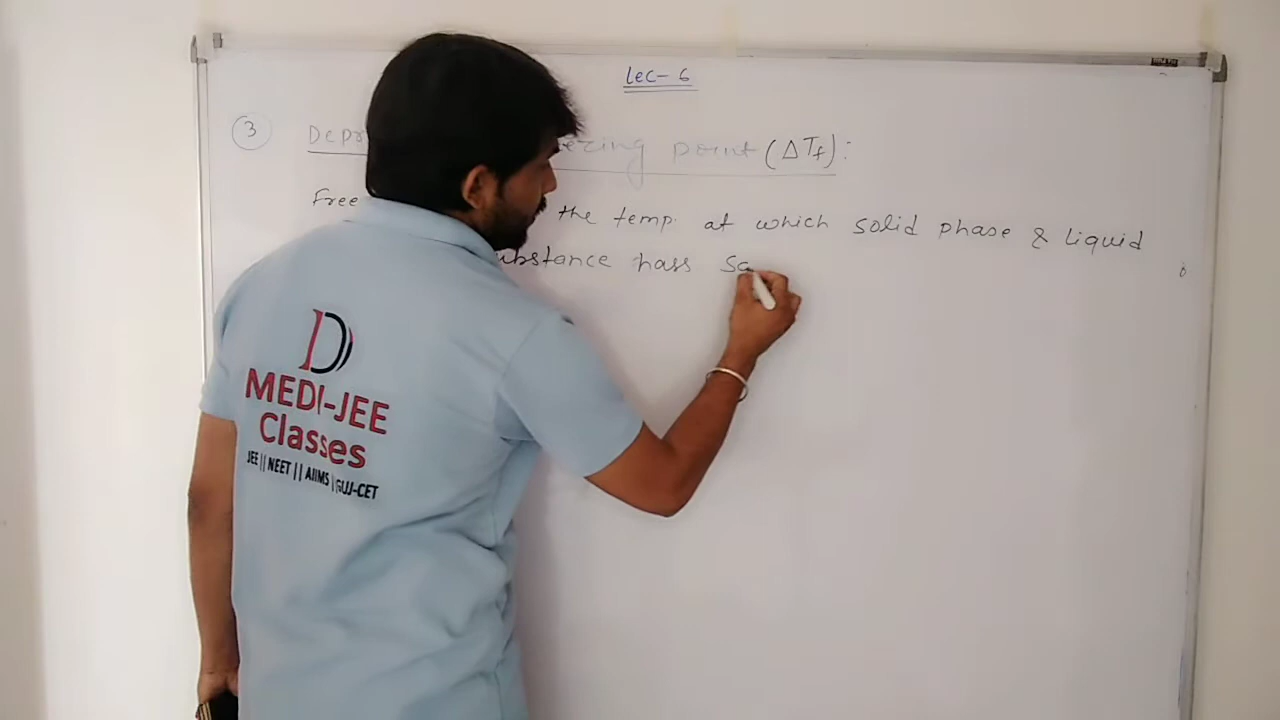 Lec- 6
3 Depr ezing point (ΔTf):
Free the temp. at which solid phase & liquid
ubstance hass sa
D
MEDI-JEE
Classes
JEE || NEET || AIIMS | GUJ-CET